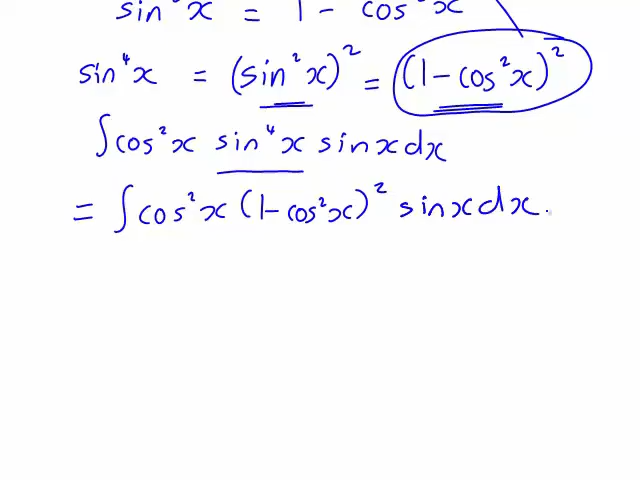 sin²x = 1 - cos²x
sin⁴x = (sin²x)² = (1-cos²x)²
∫cos²x sin⁴x sinx dx
= ∫cos²x (1-cos²x)² sinx dx.